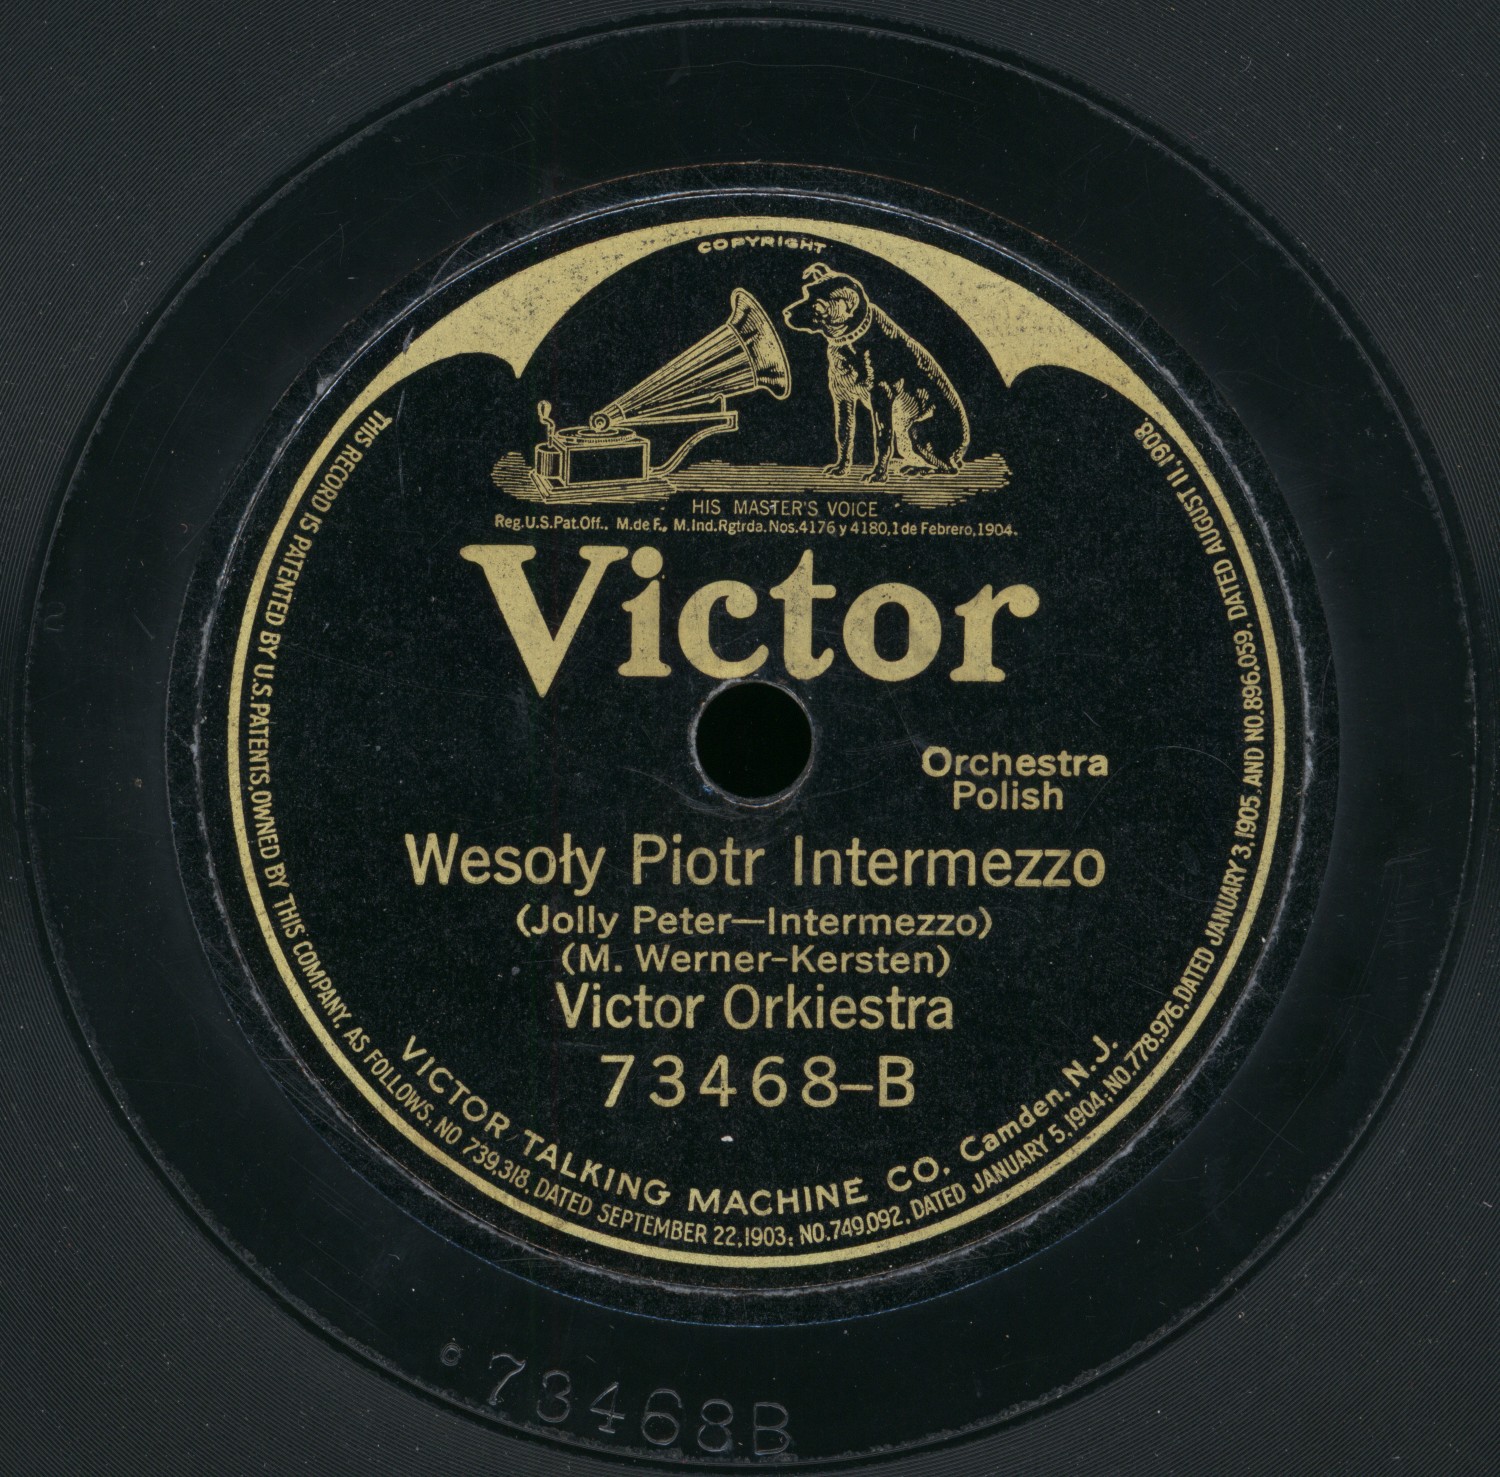 COPYRIGHT
HIS MASTER'S VOICE
Reg.U.S.Pat.Off., M.de F., M.Ind.Rgtrda.Nos.4176 y 4180,1 de Febrero,1904.
Victor
Orchestra
Polish
Wesoły Piotr Intermezzo
(Jolly Peter—Intermezzo)
(M. Werner-Kersten)
Victor Orkiestra
73468-B
VICTOR TALKING MACHINE CO. Camden, N.J.
THIS RECORD IS PATENTED BY U.S. PATENTS, OWNED BY THIS COMPANY, AS FOLLOWS: NO 739,318, DATED SEPTEMBER 22,1903; NO.749,092, DATED JANUARY 5,1904; NO.778,976, DATED JANUARY 3,1905. AND NO.896,059, DATED AUGUST 11,1908.
73468B